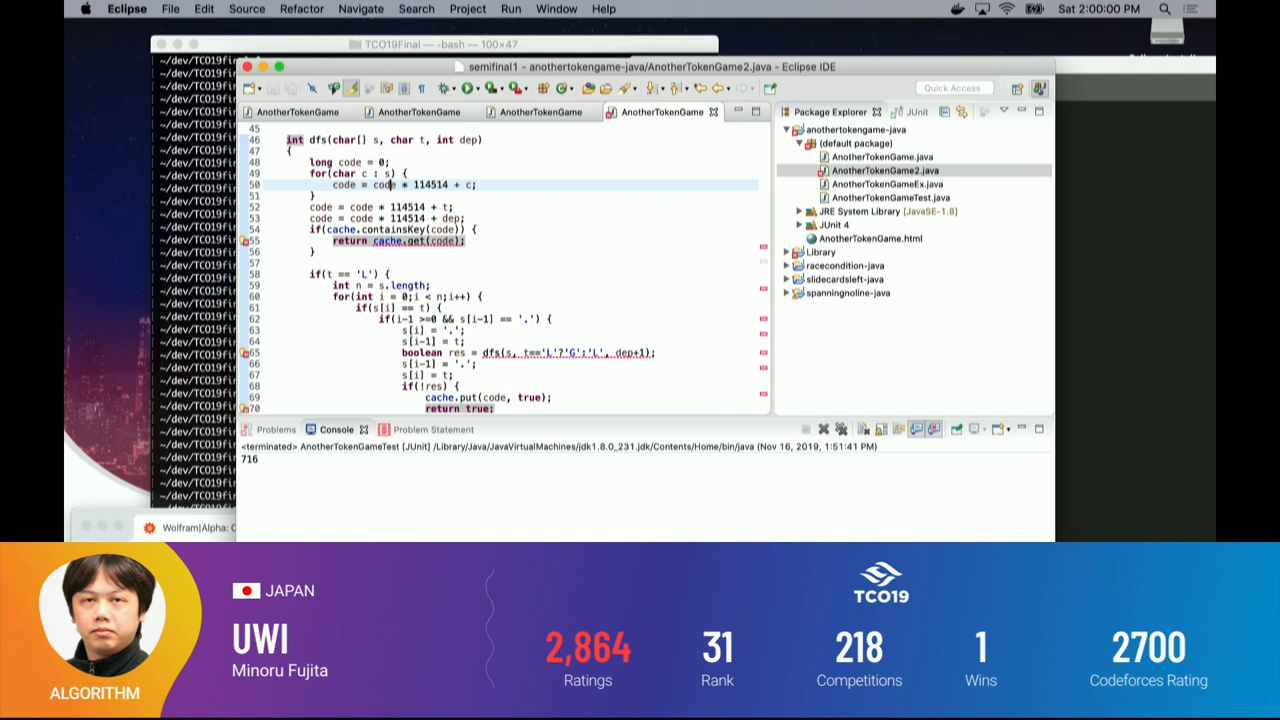 Eclipse File Edit Source Refactor Navigate Search Project Run Window Help Sat 2:00:00 PM
TCO19Final — -bash — 100×47
semifinal1 - anothertokengame-java/AnotherTokenGame2.java - Eclipse IDE
Quick Access
AnotherTokenGame AnotherTokenGame AnotherTokenGame AnotherTokenGame
45
46 int dfs(char[] s, char t, int dep)
47 {
48 long code = 0;
49 for(char c : s) {
50 code = code * 114514 + c;
51 }
52 code = code * 114514 + t;
53 code = code * 114514 + dep;
54 if(cache.containsKey(code)) {
55 return cache.get(code);
56 }
57
58 if(t == 'L') {
59 int n = s.length;
60 for(int i = 0;i < n;i++) {
61 if(s[i] == t) {
62 if(i-1 >=0 && s[i-1] == '.') {
63 s[i] = '.';
64 s[i-1] = t;
65 boolean res = dfs(s, t=='L'?'G':'L', dep+1);
66 s[i-1] = '.';
67 s[i] = t;
68 if(!res) {
69 cache.put(code, true);
70 return true;
Package Explorer JUnit
anothertokengame-java
(default package)
AnotherTokenGame.java
AnotherTokenGame2.java
AnotherTokenGameEx.java
AnotherTokenGameTest.java
JRE System Library [JavaSE-1.8]
JUnit 4
AnotherTokenGame.html
Library
racecondition-java
slidecardsleft-java
spanningnoline-java
Problems Console Problem Statement
<terminated> AnotherTokenGameTest [JUnit] /Library/Java/JavaVirtualMachines/jdk1.8.0_231.jdk/Contents/Home/bin/java (Nov 16, 2019, 1:51:41 PM)
716
Wolfram|Alpha:
ALGORITHM
JAPAN
UWI
Minoru Fujita
TCO19
2,864 31 218 1 2700
Ratings Rank Competitions Wins Codeforces Rating